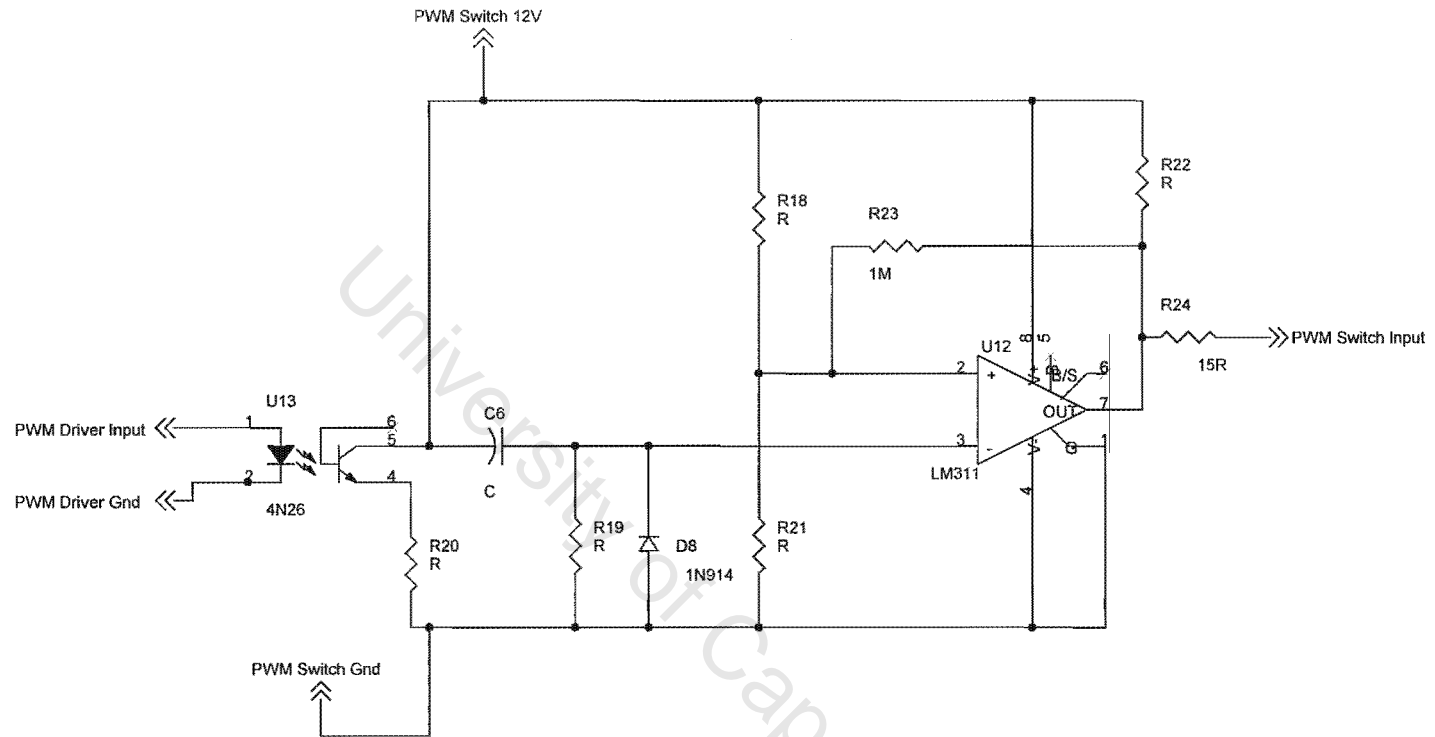 PWM Switch 12V
R22
R
R18
R
R23
1M
R24
PWM Switch Input
15R
U12
8
5
V+
B
B/S
6
2
+
OUT
7
U13
1
PWM Driver Input
6
5
C6
3
-
G
1
LM311
V-
4
2
4
C
PWM Driver Gnd
4N26
R20
R
R19
R
D8
1N914
R21
R
PWM Switch Gnd
University of Cap